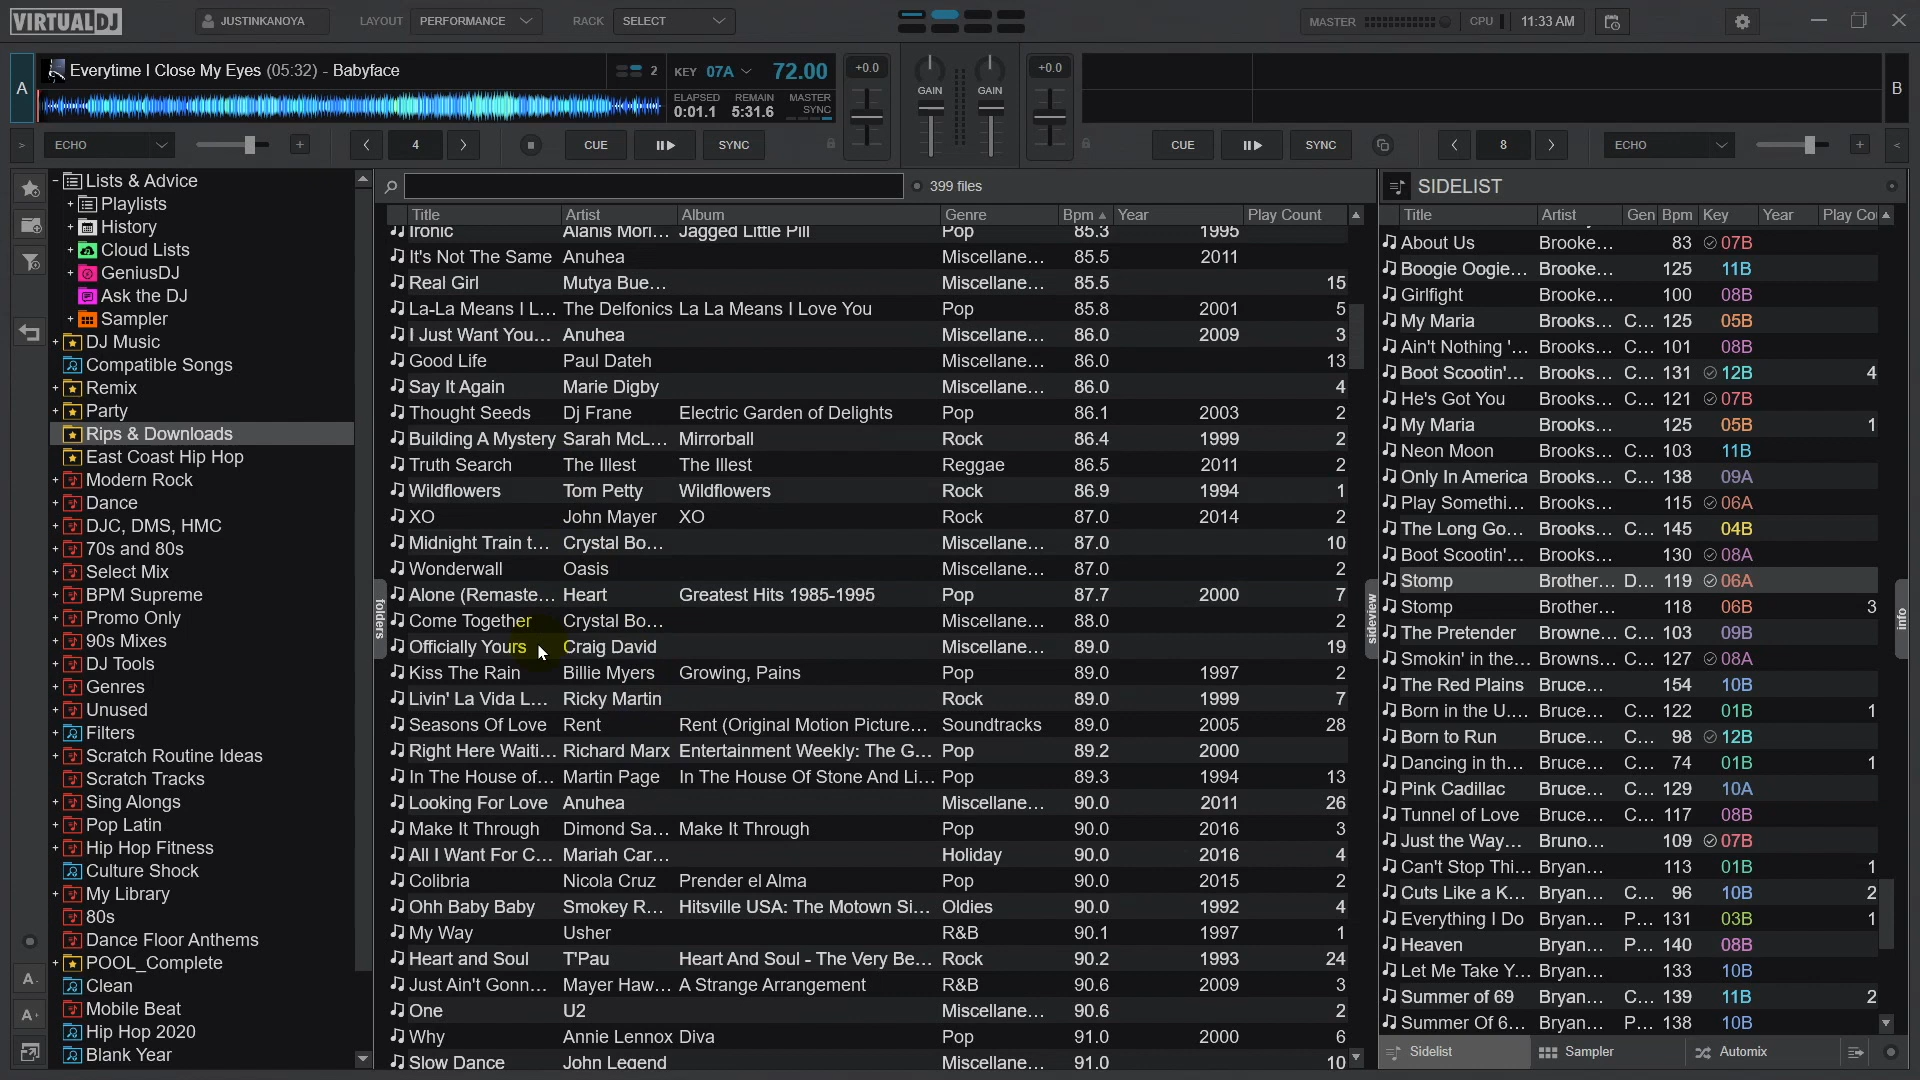 VIRTUALDJ JUSTINKANOYA LAYOUT PERFORMANCE RACK SELECT MASTER CPU 11:33 AM
A Everytime I Close My Eyes (05:32) - Babyface 2 KEY 07A 72.00 +0.0 GAIN GAIN +0.0 B
ELAPSED REMAIN MASTER
0:01.1 5:31.6 SYNC
> ECHO + < 4 > CUE SYNC CUE SYNC < 8 > ECHO + <
Lists & Advice
Playlists
History
Cloud Lists
GeniusDJ
Ask the DJ
Sampler
DJ Music
Compatible Songs
Remix
Party
Rips & Downloads
East Coast Hip Hop
Modern Rock
Dance
DJC, DMS, HMC
70s and 80s
Select Mix
BPM Supreme
Promo Only
90s Mixes
DJ Tools
Genres
Unused
Filters
Scratch Routine Ideas
Scratch Tracks
Sing Alongs
Pop Latin
Hip Hop Fitness
Culture Shock
My Library
80s
Dance Floor Anthems
POOL_Complete
Clean
Mobile Beat
Hip Hop 2020
Blank Year
A-
A+
folders
399 files
Title Artist Album Genre Bpm Year Play Count
Ironic Alanis Mori... Jagged Little Pill Pop 85.3 1995
It's Not The Same Anuhea Miscellane... 85.5 2011
Real Girl Mutya Bue... Miscellane... 85.5 15
La-La Means I L... The Delfonics La La Means I Love You Pop 85.8 2001 5
I Just Want You... Anuhea Miscellane... 86.0 2009 3
Good Life Paul Dateh Miscellane... 86.0 13
Say It Again Marie Digby Miscellane... 86.0 4
Thought Seeds Dj Frane Electric Garden of Delights Pop 86.1 2003 2
Building A Mystery Sarah McL... Mirrorball Rock 86.4 1999 2
Truth Search The Illest The Illest Reggae 86.5 2011 2
Wildflowers Tom Petty Wildflowers Rock 86.9 1994 1
XO John Mayer XO Rock 87.0 2014 2
Midnight Train t... Crystal Bo... Miscellane... 87.0 10
Wonderwall Oasis Miscellane... 87.0 2
Alone (Remaste... Heart Greatest Hits 1985-1995 Pop 87.7 2000 7
Come Together Crystal Bo... Miscellane... 88.0 2
Officially Yours Craig David Miscellane... 89.0 19
Kiss The Rain Billie Myers Growing, Pains Pop 89.0 1997 2
Livin' La Vida L... Ricky Martin Rock 89.0 1999 7
Seasons Of Love Rent Rent (Original Motion Picture... Soundtracks 89.0 2005 28
Right Here Waiti... Richard Marx Entertainment Weekly: The G... Pop 89.2 2000
In The House of... Martin Page In The House Of Stone And Li... Pop 89.3 1994 13
Looking For Love Anuhea Miscellane... 90.0 2011 26
Make It Through Dimond Sa... Make It Through Pop 90.0 2016 3
All I Want For C... Mariah Car... Holiday 90.0 2016 4
Colibria Nicola Cruz Prender el Alma Pop 90.0 2015 2
Ohh Baby Baby Smokey R... Hitsville USA: The Motown Si... Oldies 90.0 1992 4
My Way Usher R&B 90.1 1997 1
Heart and Soul T'Pau Heart And Soul - The Very Be... Rock 90.2 1993 24
Just Ain't Gonn... Mayer Haw... A Strange Arrangement R&B 90.6 2009 3
One U2 Miscellane... 90.6 2
Why Annie Lennox Diva Pop 91.0 2000 6
Slow Dance John Legend Miscellane... 91.0 10
sideview
SIDELIST
Title Artist Gen Bpm Key Year Play Cou
About Us Brooke... 83 07B
Boogie Oogie... Brooke... 125 11B
Girlfight Brooke... 100 08B
My Maria Brooks... C... 125 05B
Ain't Nothing '... Brooks... C... 101 08B
Boot Scootin'... Brooks... C... 131 12B 4
He's Got You Brooks... C... 121 07B
My Maria Brooks... 125 05B 1
Neon Moon Brooks... C... 103 11B
Only In America Brooks... C... 138 09A
Play Somethi... Brooks... 115 06A
The Long Go... Brooks... C... 145 04B
Boot Scootin'... Brooks... 130 08A
Stomp Brother... D... 119 06A
Stomp Brother... 118 06B 3
The Pretender Browne... C... 103 09B
Smokin' in the... Browns... C... 127 08A
The Red Plains Bruce... 154 10B
Born in the U.... Bruce... C... 122 01B 1
Born to Run Bruce... C... 98 12B
Dancing in th... Bruce... C... 74 01B 1
Pink Cadillac Bruce... C... 129 10A
Tunnel of Love Bruce... C... 117 08B
Just the Way... Bruno... 109 07B
Can't Stop Thi... Bryan... 113 01B 1
Cuts Like a K... Bryan... C... 96 10B 2
Everything I Do Bryan... P... 131 03B 1
Heaven Bryan... P... 140 08B
Let Me Take Y... Bryan... 133 10B
Summer of 69 Bryan... C... 139 11B 2
Summer Of 6... Bryan... P... 138 10B
Sidelist Sampler Automix
info